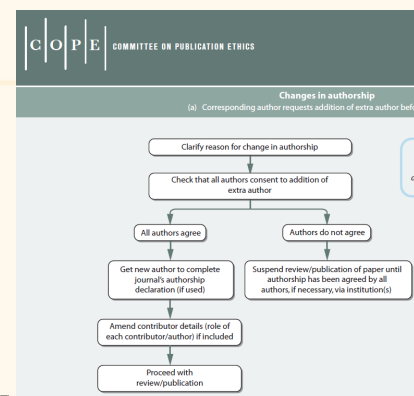 COPE COMMITTEE ON PUBLICATION ETHICS
Changes in authorship
(a) Corresponding author requests addition of extra author
Clarify reason for change in authorship
Check that all authors consent to addition of
extra author
All authors agree
Authors do not agree
Get new author to complete
journal's authorship
declaration (if used)
Suspend review/publication of paper until
authorship has been agreed by all
authors, if necessary, via institution(s)
Amend contributor details (role of
each contributor/author) if included
Proceed with
review/publication